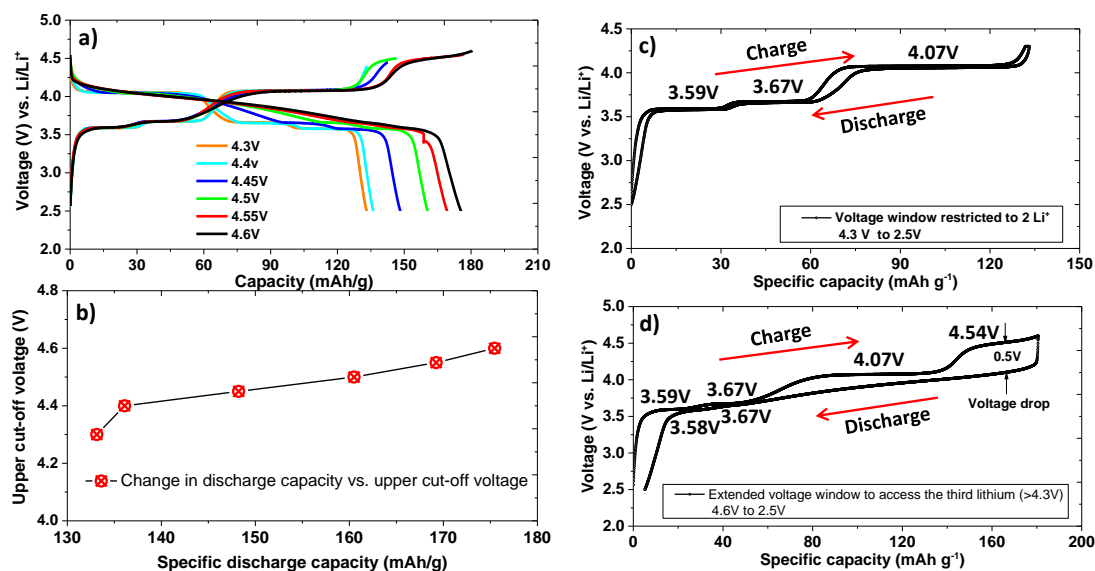 a)
5.0
4.5
4.0
3.5
3.0
2.5
2.0
Voltage (V) vs. Li/Li⁺
4.3V
4.4v
4.45V
4.5V
4.55V
4.6V
0 30 60 90 120 150 180 210
Capacity (mAh/g)
b)
4.8
4.6
4.4
4.2
4.0
Upper cut-off volatge (V)
Change in discharge capacity vs. upper cut-off voltage
130 140 150 160 170 180
Specific discharge capacity (mAh/g)
c)
5.0
4.5
4.0
3.5
3.0
2.5
2.0
Voltage (V vs. Li/Li⁺)
Charge
4.07V
3.67V
3.59V
Discharge
Voltage window restricted to 2 Li⁺
4.3 V to 2.5V
0 30 60 90 120 150
Specific capacity (mAh g⁻¹)
d)
5.0
4.5
4.0
3.5
3.0
2.5
2.0
Voltage (V vs. Li/Li⁺)
Charge
4.54V
0.5V
4.07V
3.59V
3.67V
Voltage drop
3.67V
3.58V
Discharge
Extended voltage window to access the third lithium (>4.3V)
4.6V to 2.5V
0 40 80 120 160 200
Specific capacity (mAh g⁻¹)